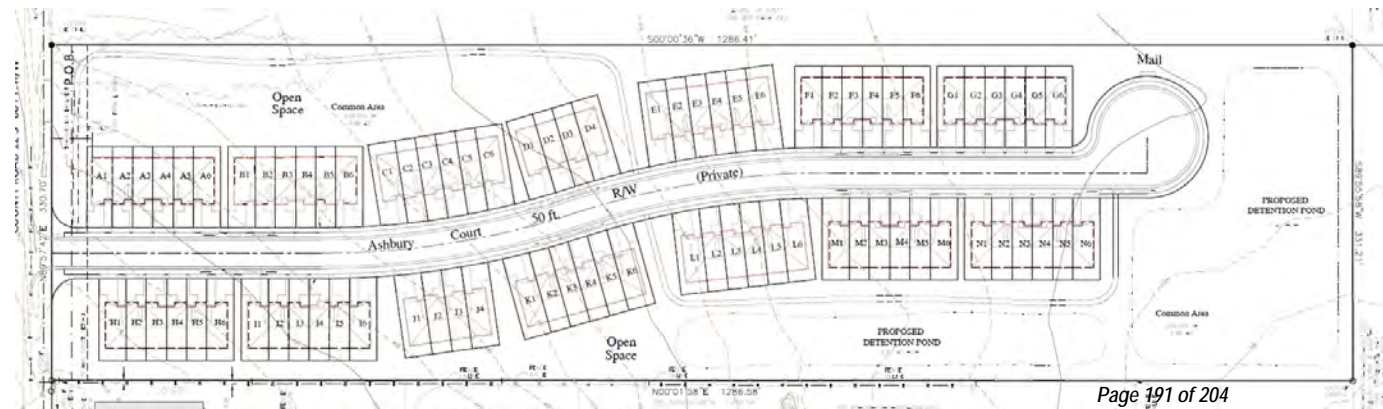 S00°00'36"W 1286.41'
Mail
P.O.B.
Open
Space
Common Area
A1 A2 A3 A4 A5 A6
B1 B2 B3 B4 B5 B6
C1 C2 C3 C4 C5 C6
D1 D2 D3 D4
E1 E2 E3 E4 E5 E6
F1 F2 F3 F4 F5 F6
G1 G2 G3 G4 G5 G6
330.70'
Ashbury Court 50 ft. R/W (Private)
PROPOSED
DETENTION POND
331.21'
H1 H2 H3 H4 H5 H6
I1 I2 I3 I4 I5 I6
J1 J2 J3 J4
K1 K2 K3 K4 K5 K6
L1 L2 L3 L4 L5 L6
M1 M2 M3 M4 M5 M6
N1 N2 N3 N4 N5 N6
Open
Space
PROPOSED
DETENTION POND
Common Area
N00°01'58"E 1286.58'
Page 191 of 204